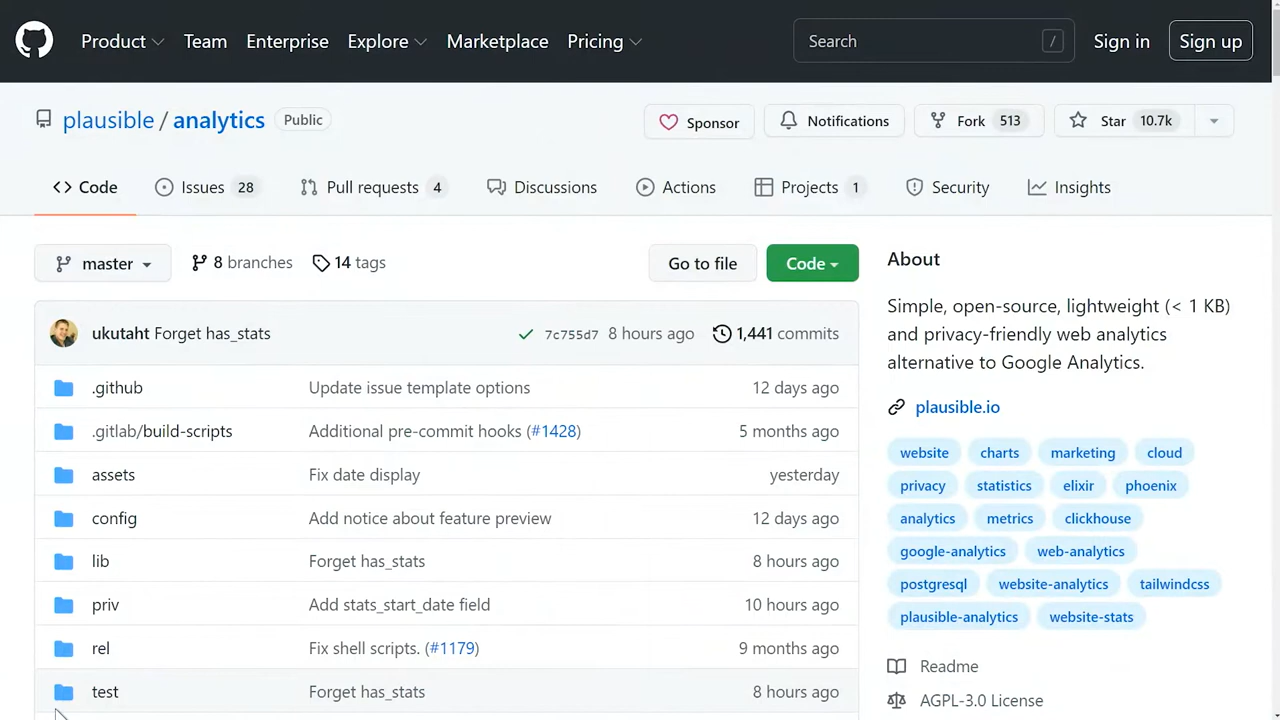 Product Team Enterprise Explore Marketplace Pricing Search / Sign in Sign up
plausible / analytics Public Sponsor Notifications Fork 513 Star 10.7k
Code Issues 28 Pull requests 4 Discussions Actions Projects 1 Security Insights
master 8 branches 14 tags Go to file Code
ukutaht Forget has_stats 7c755d7 8 hours ago 1,441 commits
.github Update issue template options 12 days ago
.gitlab/build-scripts Additional pre-commit hooks (#1428) 5 months ago
assets Fix date display yesterday
config Add notice about feature preview 12 days ago
lib Forget has_stats 8 hours ago
priv Add stats_start_date field 10 hours ago
rel Fix shell scripts. (#1179) 9 months ago
test Forget has_stats 8 hours ago
About
Simple, open-source, lightweight (< 1 KB)
and privacy-friendly web analytics
alternative to Google Analytics.
plausible.io
website charts marketing cloud
privacy statistics elixir phoenix
analytics metrics clickhouse
google-analytics web-analytics
postgresql website-analytics tailwindcss
plausible-analytics website-stats
Readme
AGPL-3.0 License